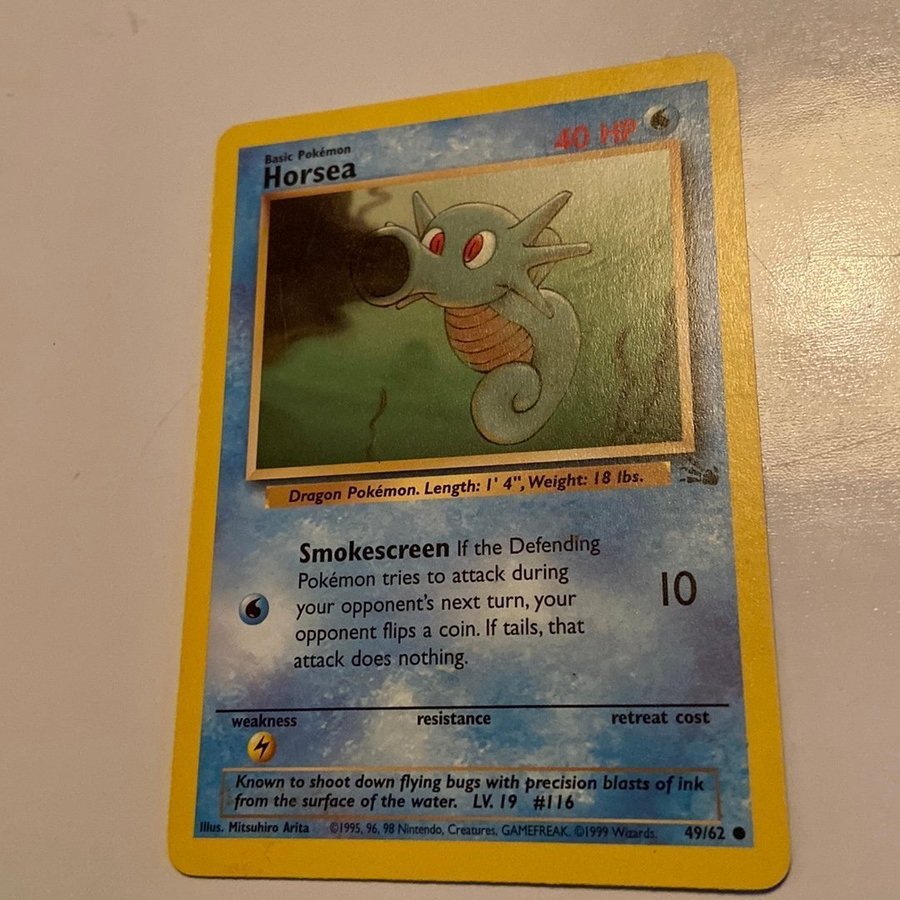 Basic Pokémon
Horsea
40 HP
Dragon Pokémon. Length: 1' 4", Weight: 18 lbs.
Smokescreen If the Defending
Pokémon tries to attack during
your opponent's next turn, your
opponent flips a coin. If tails, that
attack does nothing.
10
weakness resistance retreat cost
Known to shoot down flying bugs with precision blasts of ink
from the surface of the water. LV. 19 #116
Illus. Mitsuhiro Arita ©1995, 96, 98 Nintendo, Creatures, GAMEFREAK. ©1999 Wizards. 49/62